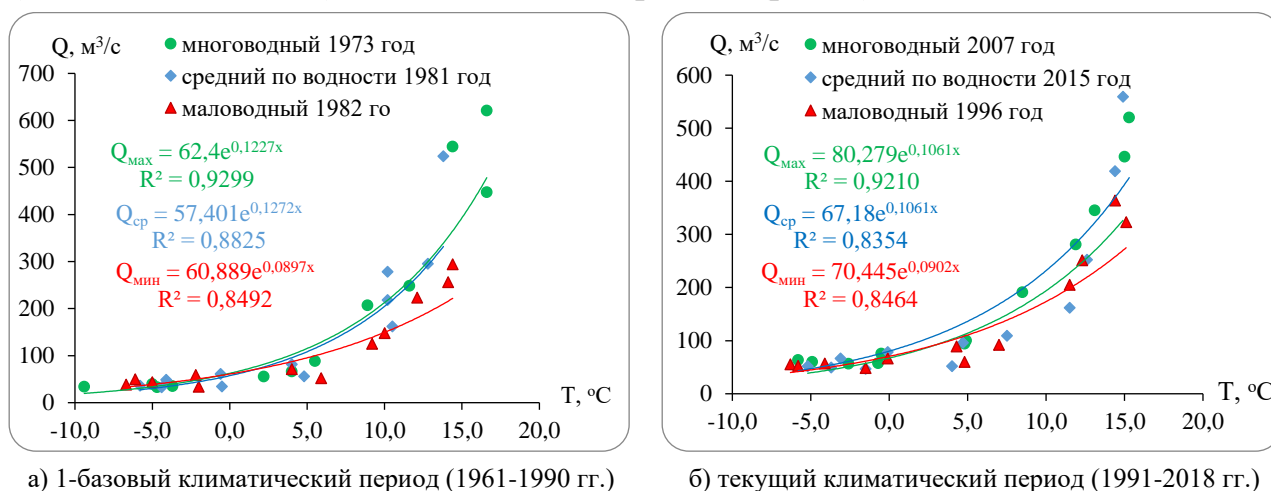 Q, м³/с
многоводный 1973 год
средний по водности 1981 год
маловодный 1982 го
700
600
500
400
300
200
100
0
Qмax = 62,4e^0,1227x
R² = 0,9299
Qср = 57,401e^0,1272x
R² = 0,8825
Qмин = 60,889e^0,0897x
R² = 0,8492
T, ºC
-10,0 -5,0 0,0 5,0 10,0 15,0 20,0
а) 1-базовый климатический период (1961-1990 гг.)
Q, м³/с
многоводный 2007 год
средний по водности 2015 год
маловодный 1996 год
600
500
400
300
200
100
0
Qмax = 80,279e^0,1061x
R² = 0,9210
Qср = 67,18e^0,1061x
R² = 0,8354
Qмин = 70,445e^0,0902x
R² = 0,8464
T, ºC
-10,0 -5,0 0,0 5,0 10,0 15,0 20,0
б) текущий климатический период (1991-2018 гг.)